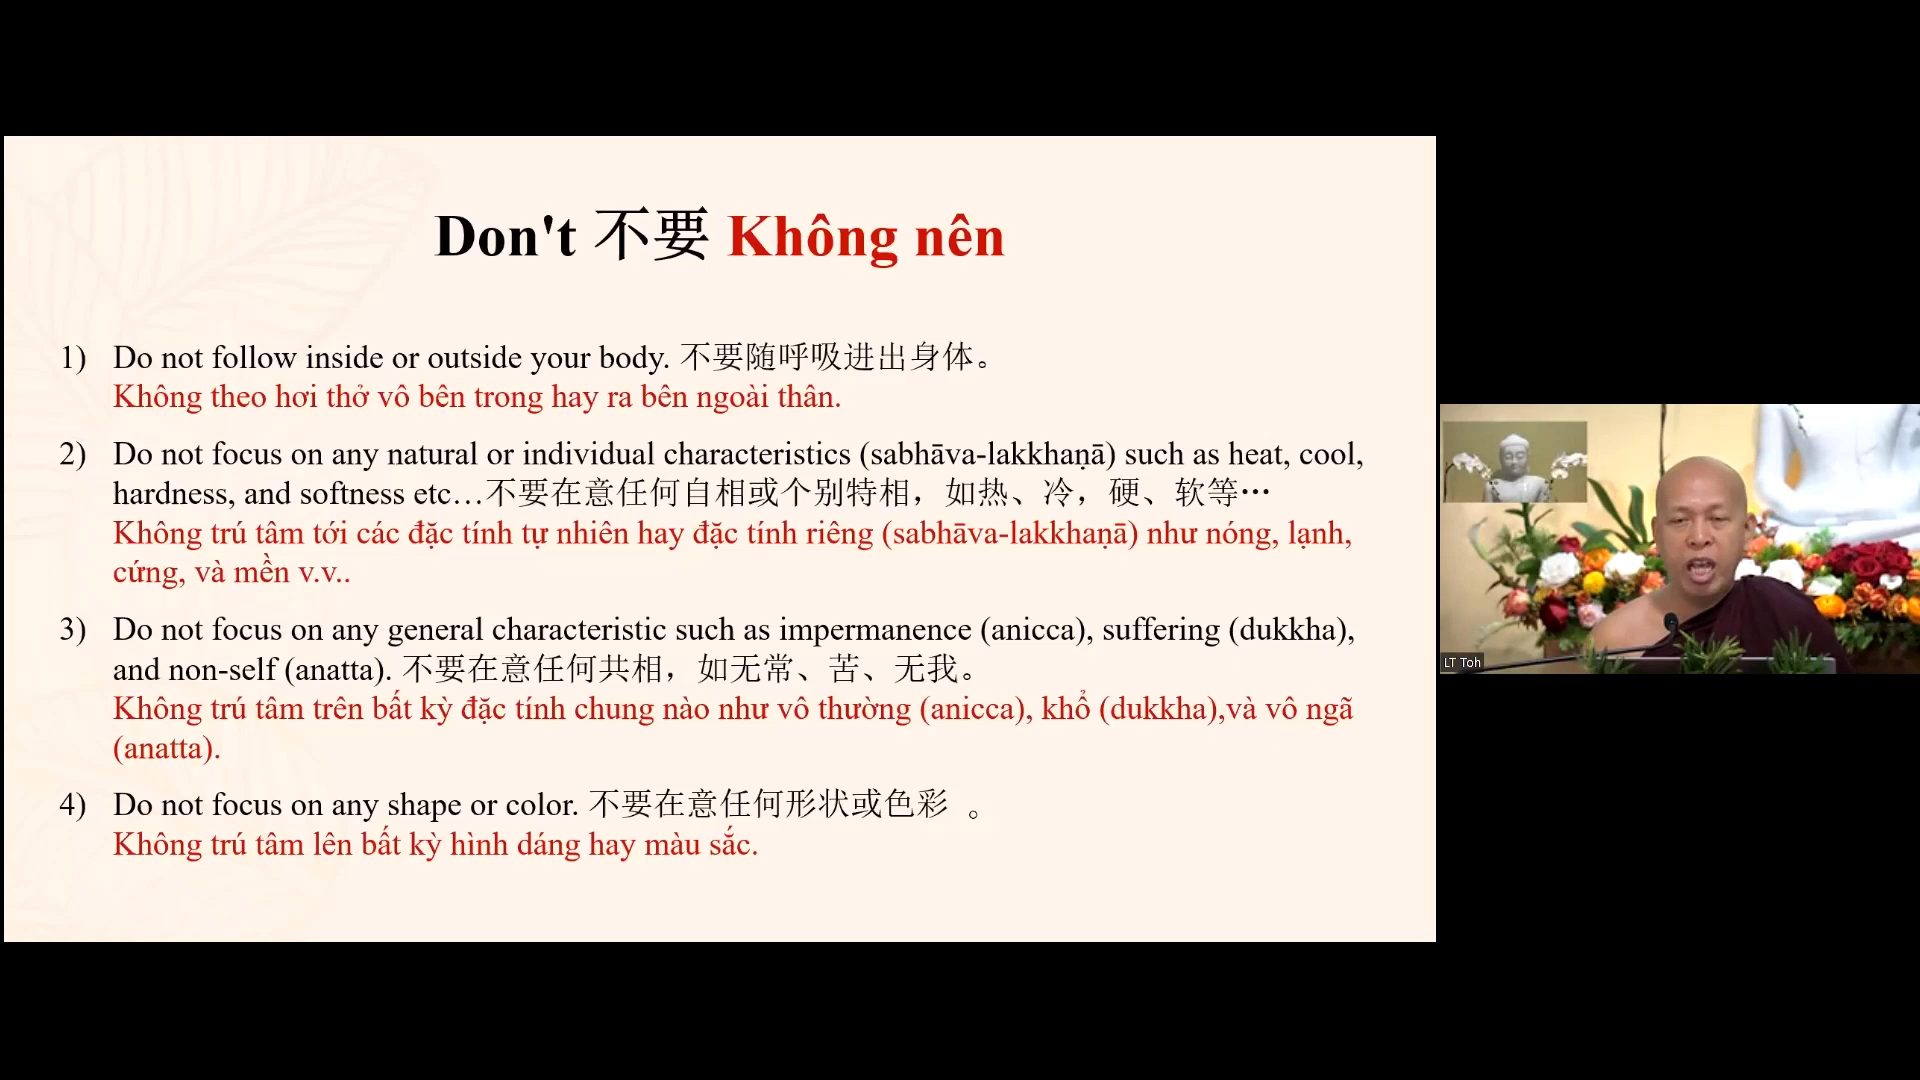 Don't 不要 Không nên
1) Do not follow inside or outside your body. 不要随呼吸进出身体。
Không theo hơi thở vô bên trong hay ra bên ngoài thân.
2) Do not focus on any natural or individual characteristics (sabhāva-lakkhaṇā) such as heat, cool,
hardness, and softness etc…不要在意任何自相或个别特相，如热、冷，硬、软等…
Không trú tâm tới các đặc tính tự nhiên hay đặc tính riêng (sabhāva-lakkhaṇā) như nóng, lạnh,
cứng, và mền v.v..
3) Do not focus on any general characteristic such as impermanence (anicca), suffering (dukkha),
and non-self (anatta). 不要在意任何共相，如无常、苦、无我。
Không trú tâm trên bất kỳ đặc tính chung nào như vô thường (anicca), khổ (dukkha),và vô ngã
(anatta).
4) Do not focus on any shape or color. 不要在意任何形状或色彩 。
Không trú tâm lên bất kỳ hình dáng hay màu sắc.
LT Toh